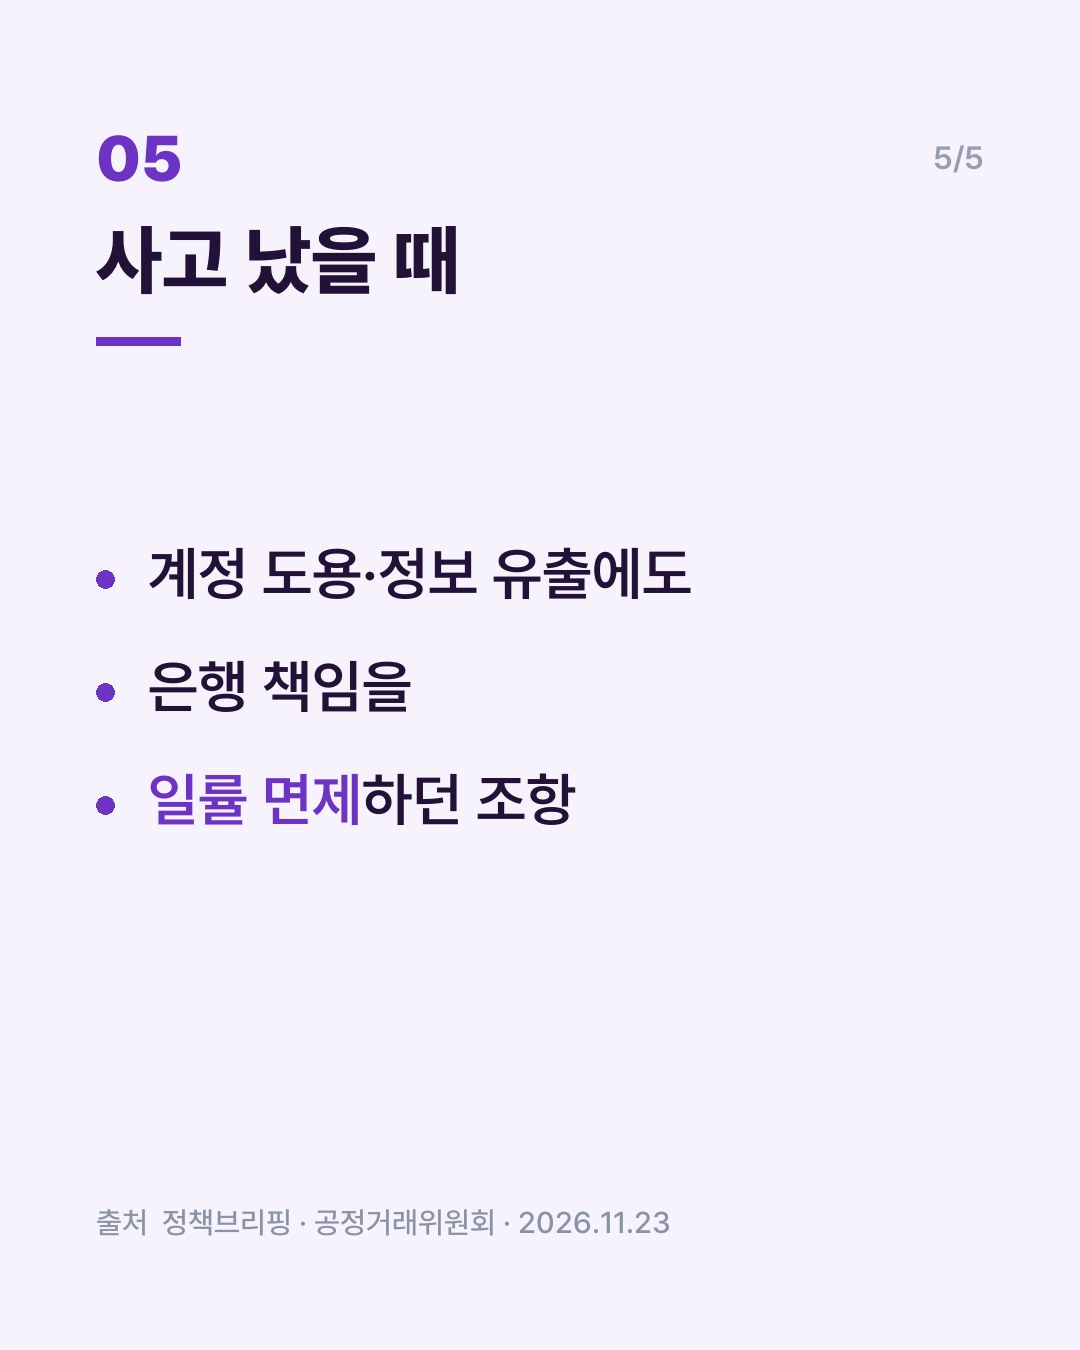 05
5/5
사고 났을 때
계정 도용·정보 유출에도
은행 책임을
일률 면제하던 조항
출처 정책브리핑 · 공정거래위원회 · 2026.11.23